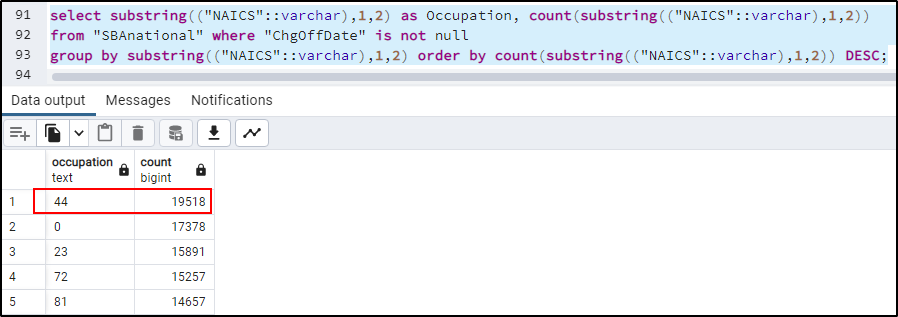 91 select substring(("NAICS"::varchar),1,2) as Occupation, count(substring(("NAICS"::varchar),1,2))
92 from "SBAnational" where "ChgOffDate" is not null
93 group by substring(("NAICS"::varchar),1,2) order by count(substring(("NAICS"::varchar),1,2)) DESC;
94
Data output Messages Notifications
occupation count
text bigint
1 44 19518
2 0 17378
3 23 15891
4 72 15257
5 81 14657